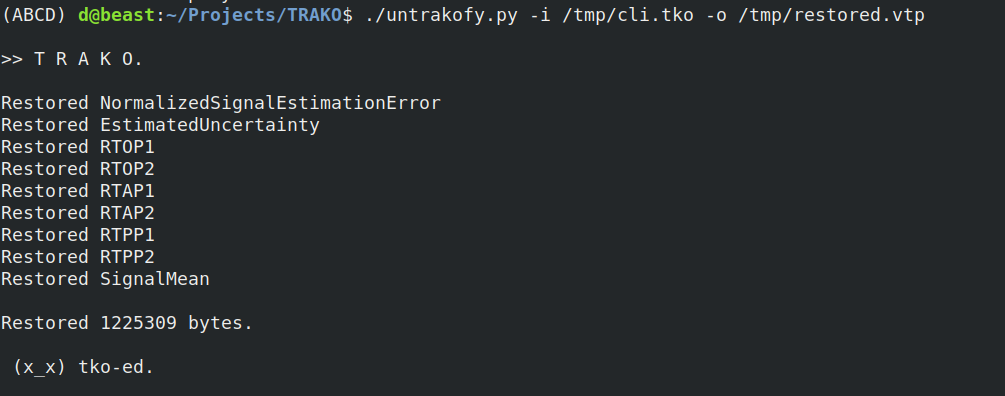 (ABCD) d@beast:~/Projects/TRAKO$ ./untrakofy.py -i /tmp/cli.tko -o /tmp/restored.vtp
>> T R A K O.
Restored NormalizedSignalEstimationError
Restored EstimatedUncertainty
Restored RTOP1
Restored RTOP2
Restored RTAP1
Restored RTAP2
Restored RTPP1
Restored RTPP2
Restored SignalMean
Restored 1225309 bytes.
(x_x) tko-ed.